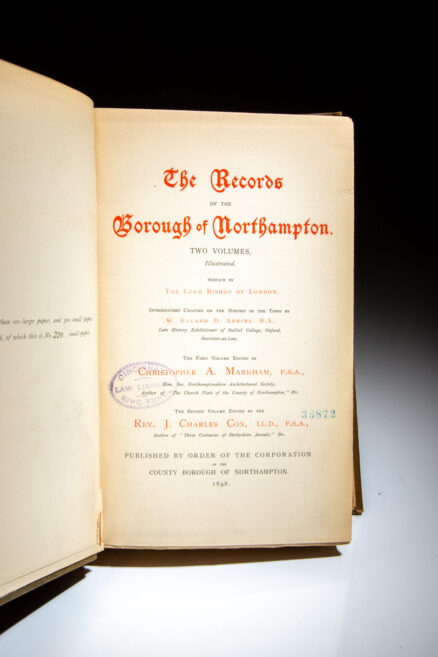 than two large paper, and 500 small paper,
of which this is No. 220 small paper.
The Records
OF THE
Borough of Northampton.
TWO VOLUMES,
Illustrated.
PREFACE BY
THE LORD BISHOP OF LONDON,
INTRODUCTORY CHAPTER ON THE HISTORY OF THE TOWN BY
W. RYLAND D. ADKINS, B.A.,
Late History Exhibitioner of Balliol College, Oxford,
Barrister-at-Law.
THE FIRST VOLUME EDITED BY
CHRISTOPHER A. MARKHAM, F.S.A.,
Hon. Sec. Northamptonshire Architectural Society,
Author of "The Church Plate of the County of Northampton," &c.
CINCINNATI
LAW LIBRARY
KING FUND
THE SECOND VOLUME EDITED BY THE
36872
REV. J. CHARLES COX, LL.D., F.S.A.,
Author of "Three Centuries of Derbyshire Annals," &c.
PUBLISHED BY ORDER OF THE CORPORATION
OF THE
COUNTY BOROUGH OF NORTHAMPTON.
1898.